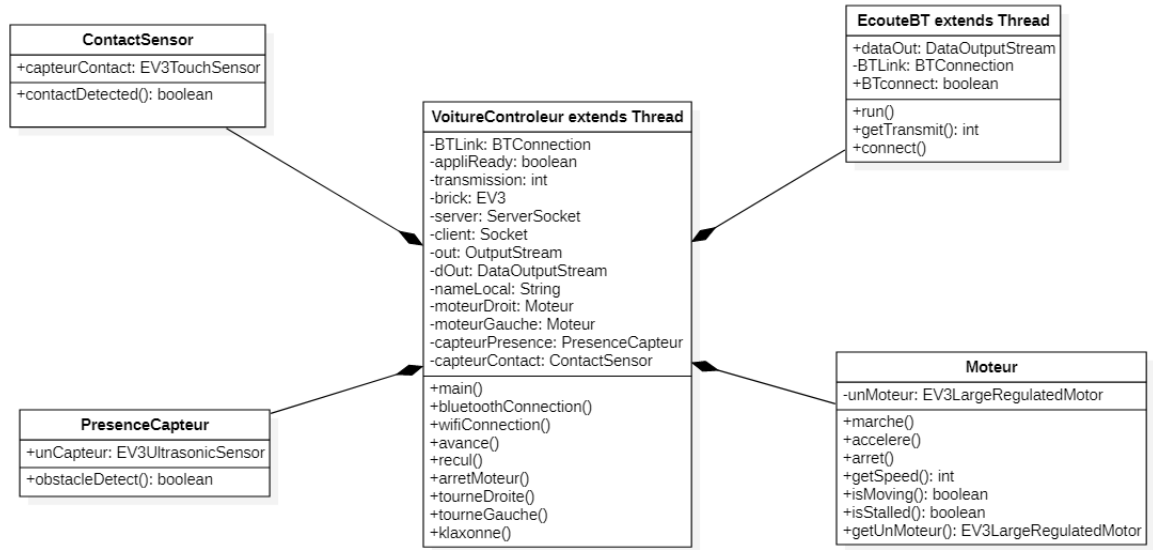 ContactSensor
+capteurContact: EV3TouchSensor
+contactDetected(): boolean
EcouteBT extends Thread
+dataOut: DataOutputStream
-BTLink: BTConnection
+BTconnect: boolean
+run()
+getTransmit(): int
+connect()
VoitureControleur extends Thread
-BTLink: BTConnection
-appliReady: boolean
-transmission: int
-brick: EV3
-server: ServerSocket
-client: Socket
-out: OutputStream
-dOut: DataOutputStream
-nameLocal: String
-moteurDroit: Moteur
-moteurGauche: Moteur
-capteurPresence: PresenceCapteur
-capteurContact: ContactSensor
+main()
+bluetoothConnection()
+wifiConnection()
+avance()
+recul()
+arretMoteur()
+tourneDroite()
+tourneGauche()
+klaxonne()
PresenceCapteur
+unCapteur: EV3UltrasonicSensor
+obstacleDetect(): boolean
Moteur
-unMoteur: EV3LargeRegulatedMotor
+marche()
+accelere()
+arret()
+getSpeed(): int
+isMoving(): boolean
+isStalled(): boolean
+getUnMoteur(): EV3LargeRegulatedMotor